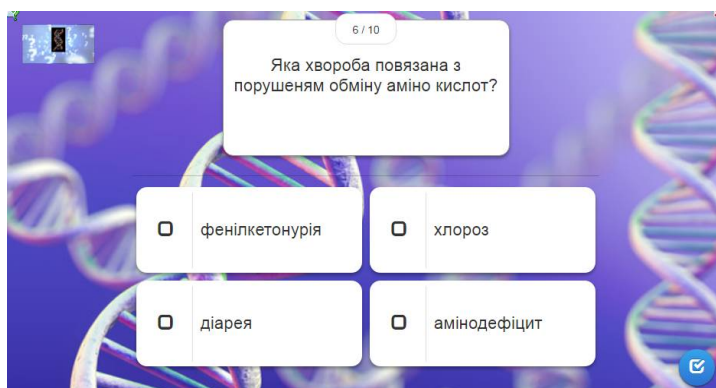 6 / 10
Яка хвороба повязана з
порушеням обміну аміно кислот?
фенілкетонурія
хлороз
діарея
амінодефіцит